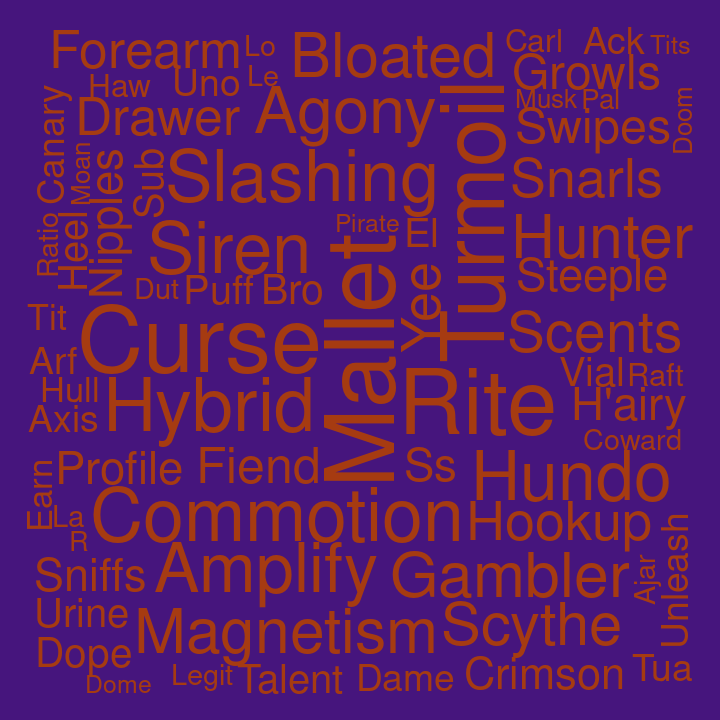 Forearm
Lo
Bloated
Carl
Ack
Tits
Haw
Uno
Le
Growls
Drawer
Agony
Musk
Pal
Doom
Canary
Moan
Sub
Slashing
Turmoil
Swipes
Snarls
Ratio
Heel
Nipples
Siren
Pirate
El
Hunter
Dut
Puff
Bro
Mallet
Yee
Steeple
Tit
Curse
Scents
Arf
Vial
Raft
Hull
Axis
Hybrid
Rite
H'airy
Coward
Profile
Fiend
Ss
Hundo
Earn
La
R
Commotion
Hookup
Sniffs
Amplify
Gambler
Ajar
Unleash
Urine
Magnetism
Scythe
Dope
Dome
Legit
Talent
Dame
Crimson
Tua